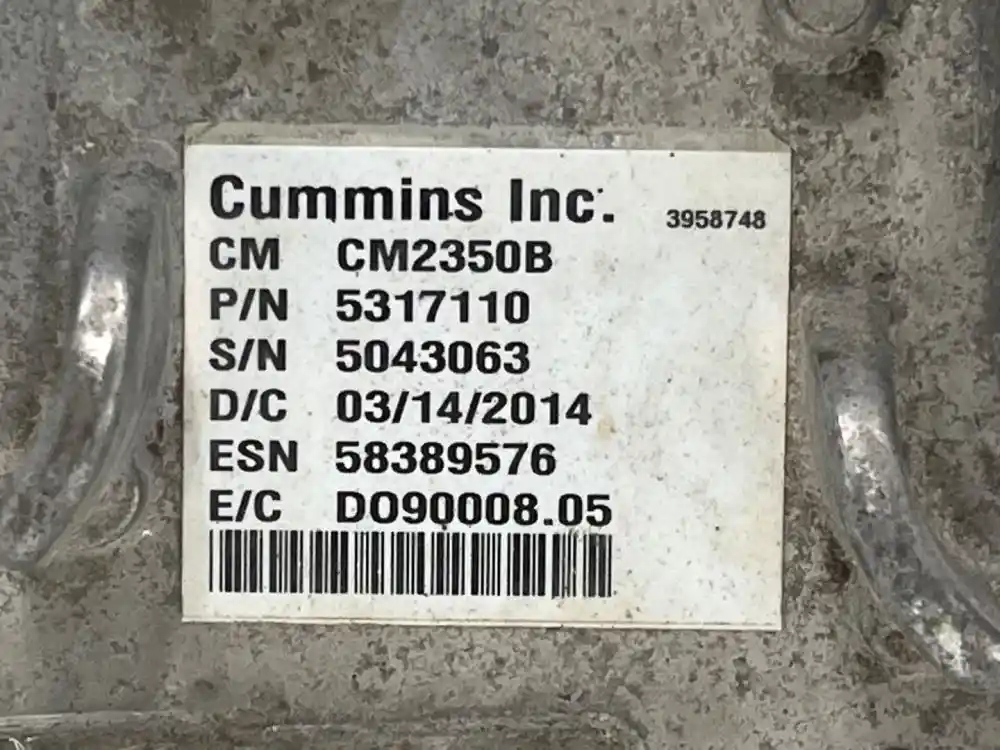 Cummins Inc. 3958748
CM CM2350B
P/N 5317110
S/N 5043063
D/C 03/14/2014
ESN 58389576
E/C DO90008.05